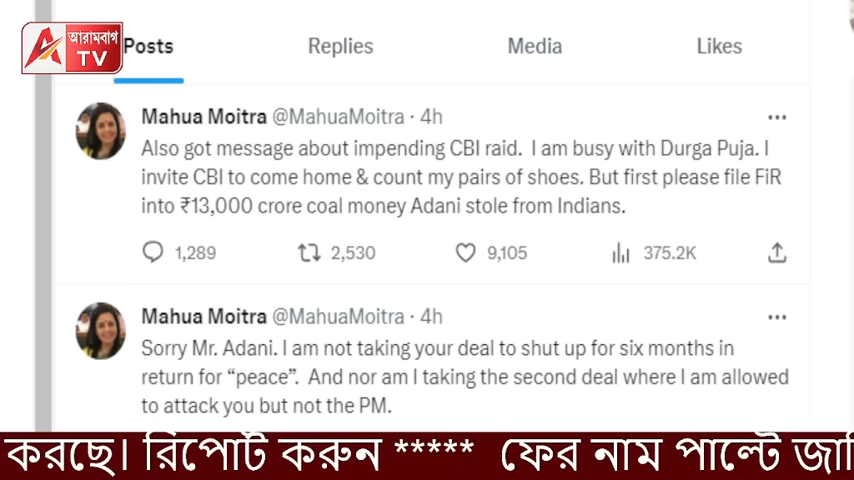 আরামবাগ
TV
Posts Replies Media Likes
Mahua Moitra @MahuaMoitra · 4h
Also got message about impending CBI raid. I am busy with Durga Puja. I
invite CBI to come home & count my pairs of shoes. But first please file FiR
into ₹13,000 crore coal money Adani stole from Indians.
1,289 2,530 9,105 375.2K
Mahua Moitra @MahuaMoitra · 4h
Sorry Mr. Adani. I am not taking your deal to shut up for six months in
return for “peace”. And nor am I taking the second deal where I am allowed
to attack you but not the PM.
করছে। রিপোর্ট করুন ***** ফের নাম পাল্টে